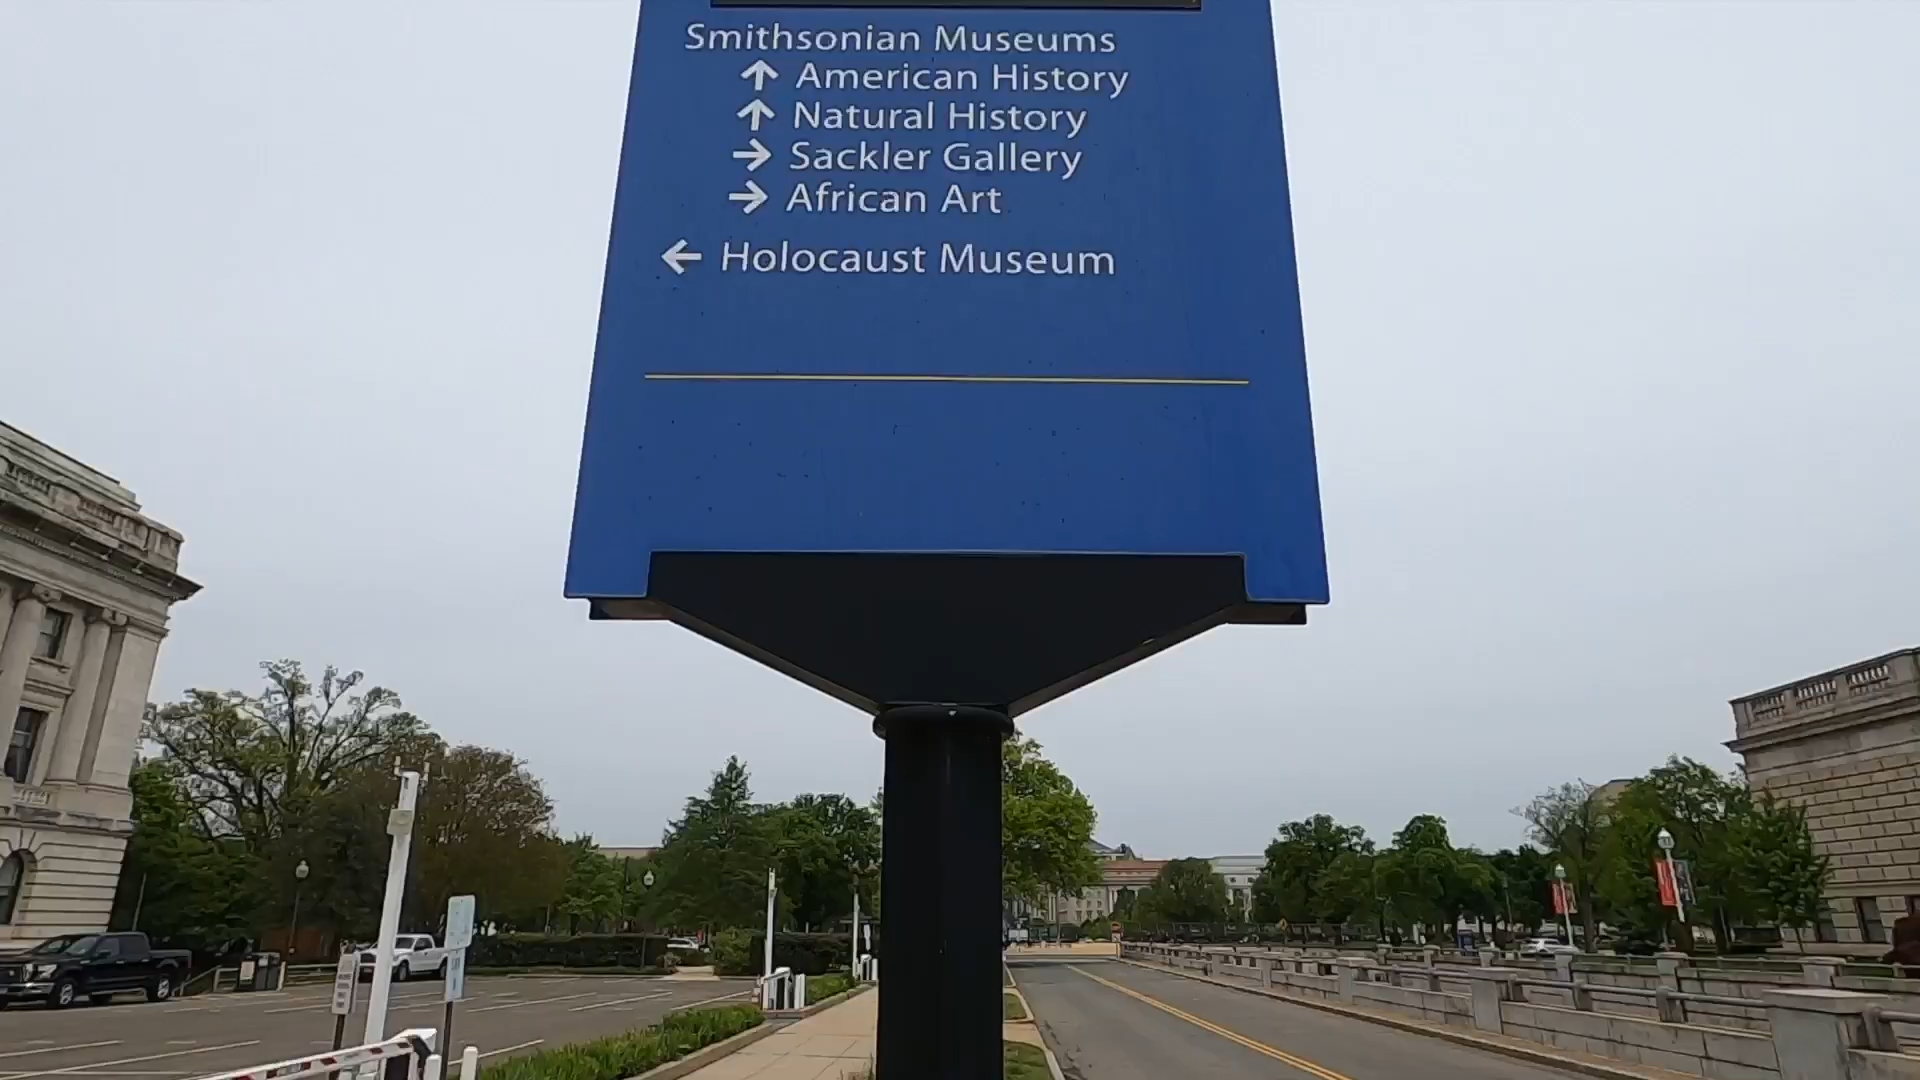 Smithsonian Museums
↑ American History
↑ Natural History
→ Sackler Gallery
→ African Art
← Holocaust Museum